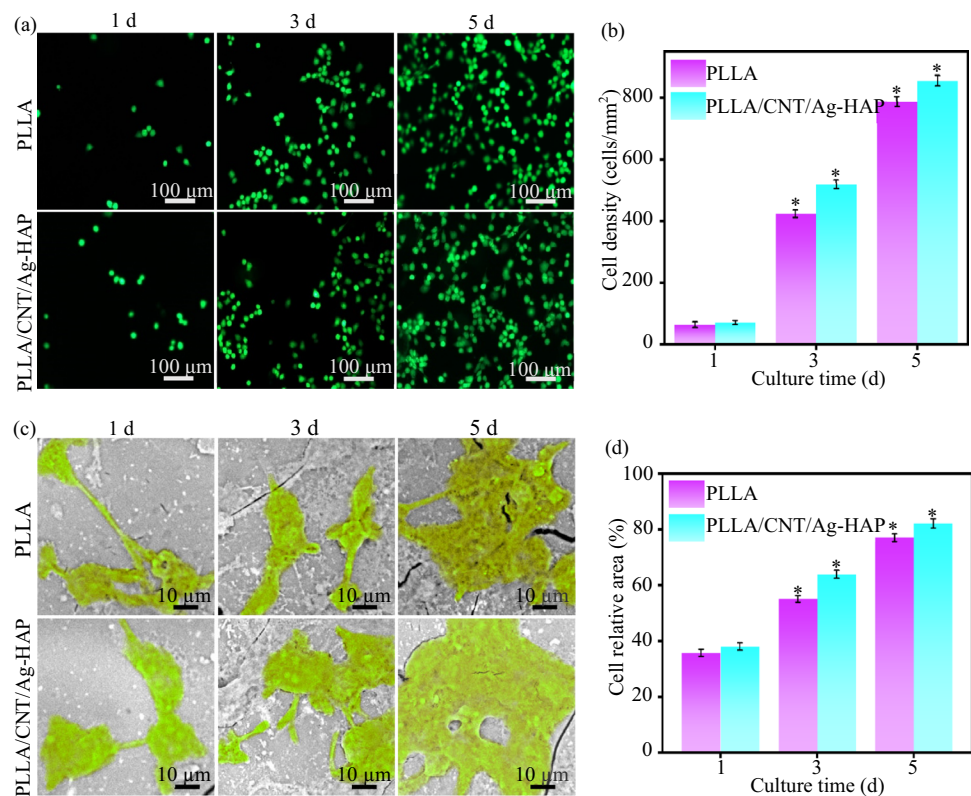 (a)
1 d
3 d
5 d
PLLA
100 μm
100 μm
100 μm
PLLA/CNT/Ag-HAP
100 μm
100 μm
100 μm
(b)
Cell density (cells/mm²)
800
600
400
200
0
PLLA
PLLA/CNT/Ag-HAP
*
*
*
*
1
3
5
Culture time (d)
(c)
1 d
3 d
5 d
PLLA
10 μm
10 μm
10 μm
PLLA/CNT/Ag-HAP
10 μm
10 μm
10 μm
(d)
Cell relative area (%)
100
80
60
40
20
0
PLLA
PLLA/CNT/Ag-HAP
*
*
*
*
1
3
5
Culture time (d)